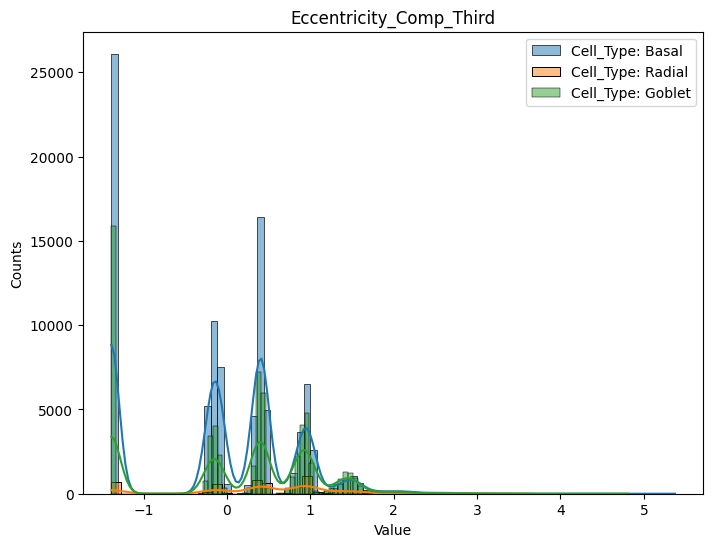 Eccentricity_Comp_Third
Cell_Type: Basal
Cell_Type: Radial
Cell_Type: Goblet
Counts
25000
20000
15000
10000
5000
0
−1
0
1
2
3
4
5
Value